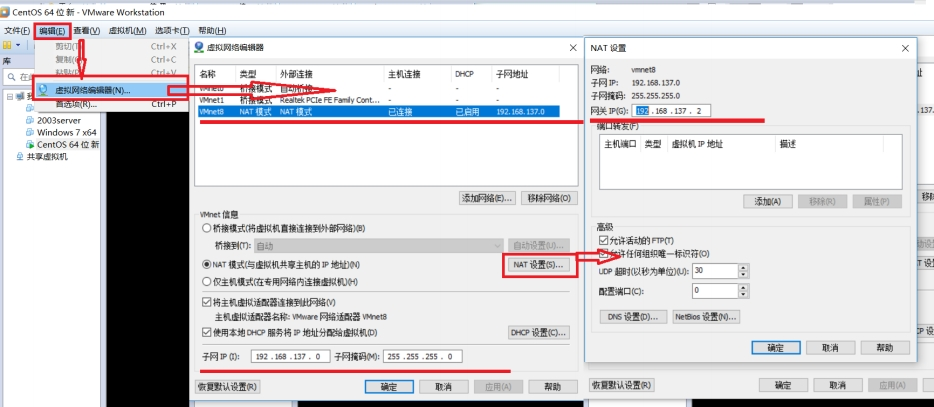 CentOS 64 位 新 - VMware Workstation
文件(F) 编辑(E) 查看(V) 虚拟机(M) 选项卡(T) 帮助(H)
剪切(T) Ctrl+X
复制(C) Ctrl+C
粘贴(P) Ctrl+V
虚拟网络编辑器(N)...
首选项(R)... Ctrl+P
库
2003server
Windows 7 x64
CentOS 64 位 新
共享虚拟机
虚拟网络编辑器
名称 类型 外部连接 主机连接 DHCP 子网地址
VMnet0 桥接模式 自动桥接 - - -
VMnet1 桥接模式 Realtek PCIe FE Family Cont... - - -
VMnet8 NAT 模式 NAT 模式 已连接 已启用 192.168.137.0
添加网络(E)... 移除网络(O)
VMnet 信息
桥接模式(将虚拟机直接连接到外部网络)(B)
桥接到(T): 自动 自动设置(U)...
NAT 模式(与虚拟机共享主机的 IP 地址)(N) NAT 设置(S)...
仅主机模式(在专用网络内连接虚拟机)(H)
将主机虚拟适配器连接到此网络(V)
主机虚拟适配器名称: VMware 网络适配器 VMnet8
使用本地 DHCP 服务将 IP 地址分配给虚拟机(D) DHCP 设置(C)...
子网 IP (I): 192 .168 .137 . 0 子网掩码(M): 255 .255 .255 . 0
恢复默认设置(R) 确定 取消 应用(A) 帮助
NAT 设置
网络: vmnet8
子网 IP: 192.168.137.0
子网掩码: 255.255.255.0
网关 IP(G): 192 .168 .137 . 2
端口转发(F)
主机端口 类型 虚拟机 IP 地址 描述
添加(A) 移除(R) 属性(P)
高级
允许活动的 FTP(T)
允许任何组织唯一标识符(O)
UDP 超时(以秒为单位)(U): 30
配置端口(C): 0
DNS 设置(D)... NetBios 设置(N)...
确定 取消 帮助
恢复默认设置(R) 确定 取消 应用(A)